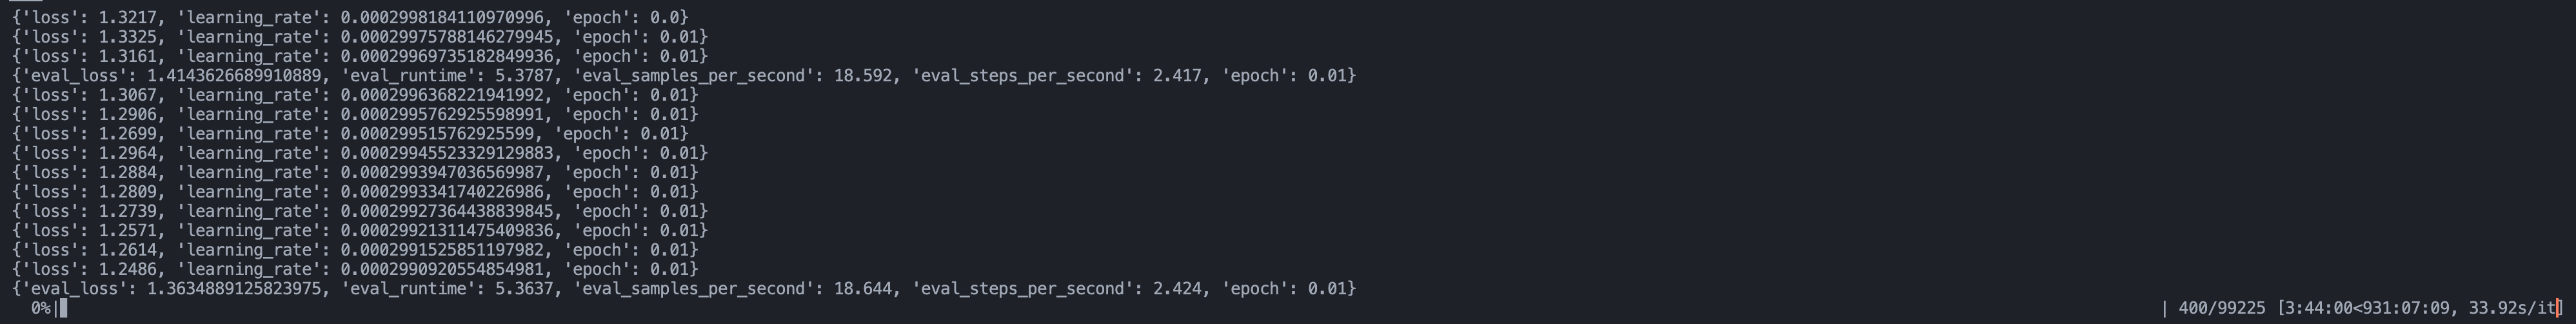 {'loss': 1.3217, 'learning_rate': 0.00029981841109709​96, 'epoch': 0.0}
{'loss': 1.3325, 'learning_rate': 0.00029975788146279945, 'epoch': 0.01}
{'loss': 1.3161, 'learning_rate': 0.00029969735182849936, 'epoch': 0.01}
{'eval_loss': 1.4143626689910889, 'eval_runtime': 5.3787, 'eval_samples_per_second': 18.592, 'eval_steps_per_second': 2.417, 'epoch': 0.01}
{'loss': 1.3067, 'learning_rate': 0.0002996368221941992, 'epoch': 0.01}
{'loss': 1.2906, 'learning_rate': 0.0002995762925598991, 'epoch': 0.01}
{'loss': 1.2699, 'learning_rate': 0.000299515762925599, 'epoch': 0.01}
{'loss': 1.2964, 'learning_rate': 0.00029945523329129883, 'epoch': 0.01}
{'loss': 1.2884, 'learning_rate': 0.0002993947036569987, 'epoch': 0.01}
{'loss': 1.2809, 'learning_rate': 0.0002993341740226986, 'epoch': 0.01}
{'loss': 1.2739, 'learning_rate': 0.00029927364438839845, 'epoch': 0.01}
{'loss': 1.2571, 'learning_rate': 0.00029921311475409836, 'epoch': 0.01}
{'loss': 1.2614, 'learning_rate': 0.0002991525851197982, 'epoch': 0.01}
{'loss': 1.2486, 'learning_rate': 0.0002990920554854981, 'epoch': 0.01}
{'eval_loss': 1.3634889125823975, 'eval_runtime': 5.3637, 'eval_samples_per_second': 18.644, 'eval_steps_per_second': 2.424, 'epoch': 0.01}
0%| | 400/99225 [3:44:00<931:07:09, 33.92s/it]